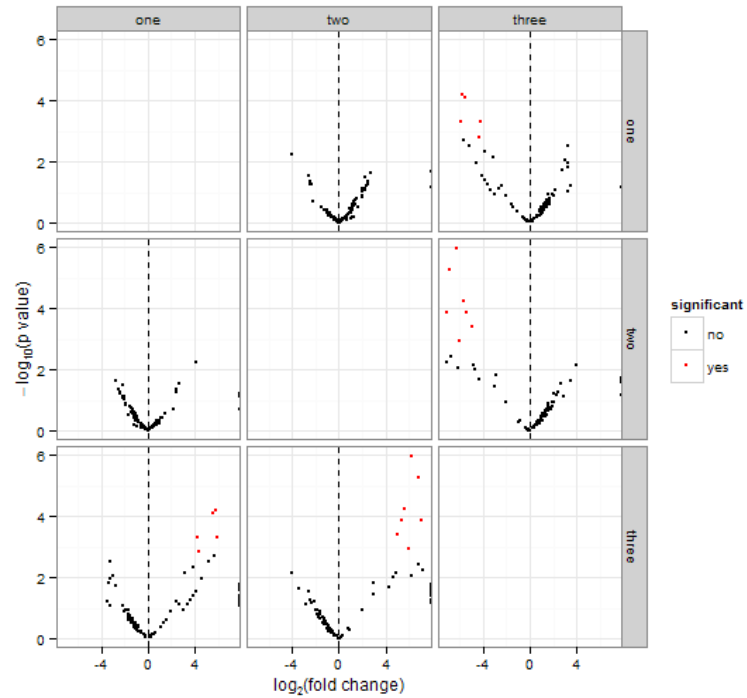 one two three
6
4
2
0
one
6
4
2
0
two
6
4
2
0
three
-log10(p value)
-4 0 4 -4 0 4 -4 0 4
log2(fold change)
significant
no
yes